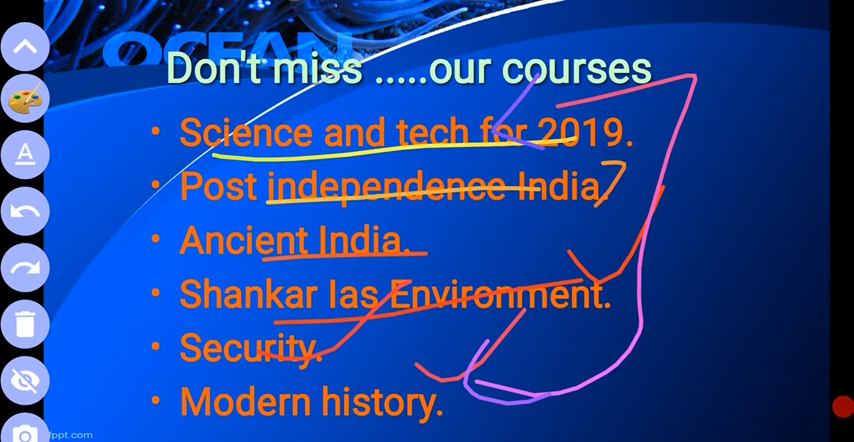 OCEAN
Don't miss .....our courses
• Science and tech for 2019.
• Post independence India.
• Ancient India.
• Shankar Ias Environment.
• Security.
• Modern history.
fppt.com
A